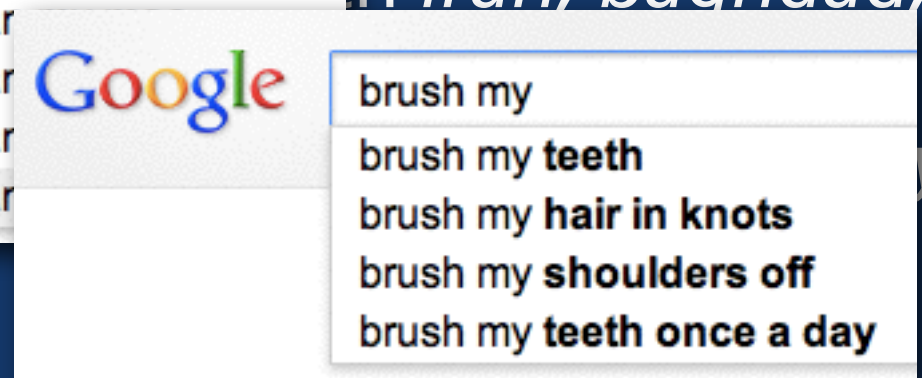 baghdad,
Google
brush my
brush my teeth
brush my hair in knots
brush my shoulders off
brush my teeth once a day